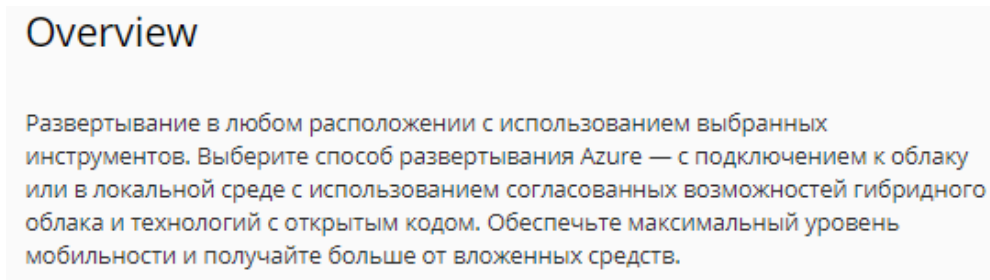 Overview
Развертывание в любом расположении с использованием выбранных
инструментов. Выберите способ развертывания Azure — с подключением к облаку
или в локальной среде с использованием согласованных возможностей гибридного
облака и технологий с открытым кодом. Обеспечьте максимальный уровень
мобильности и получайте больше от вложенных средств.